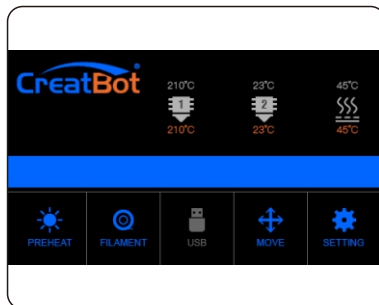 CreatBot
210°C 23°C 45°C
1 2
210°C 23°C 45°C
PREHEAT FILAMENT USB MOVE SETTING